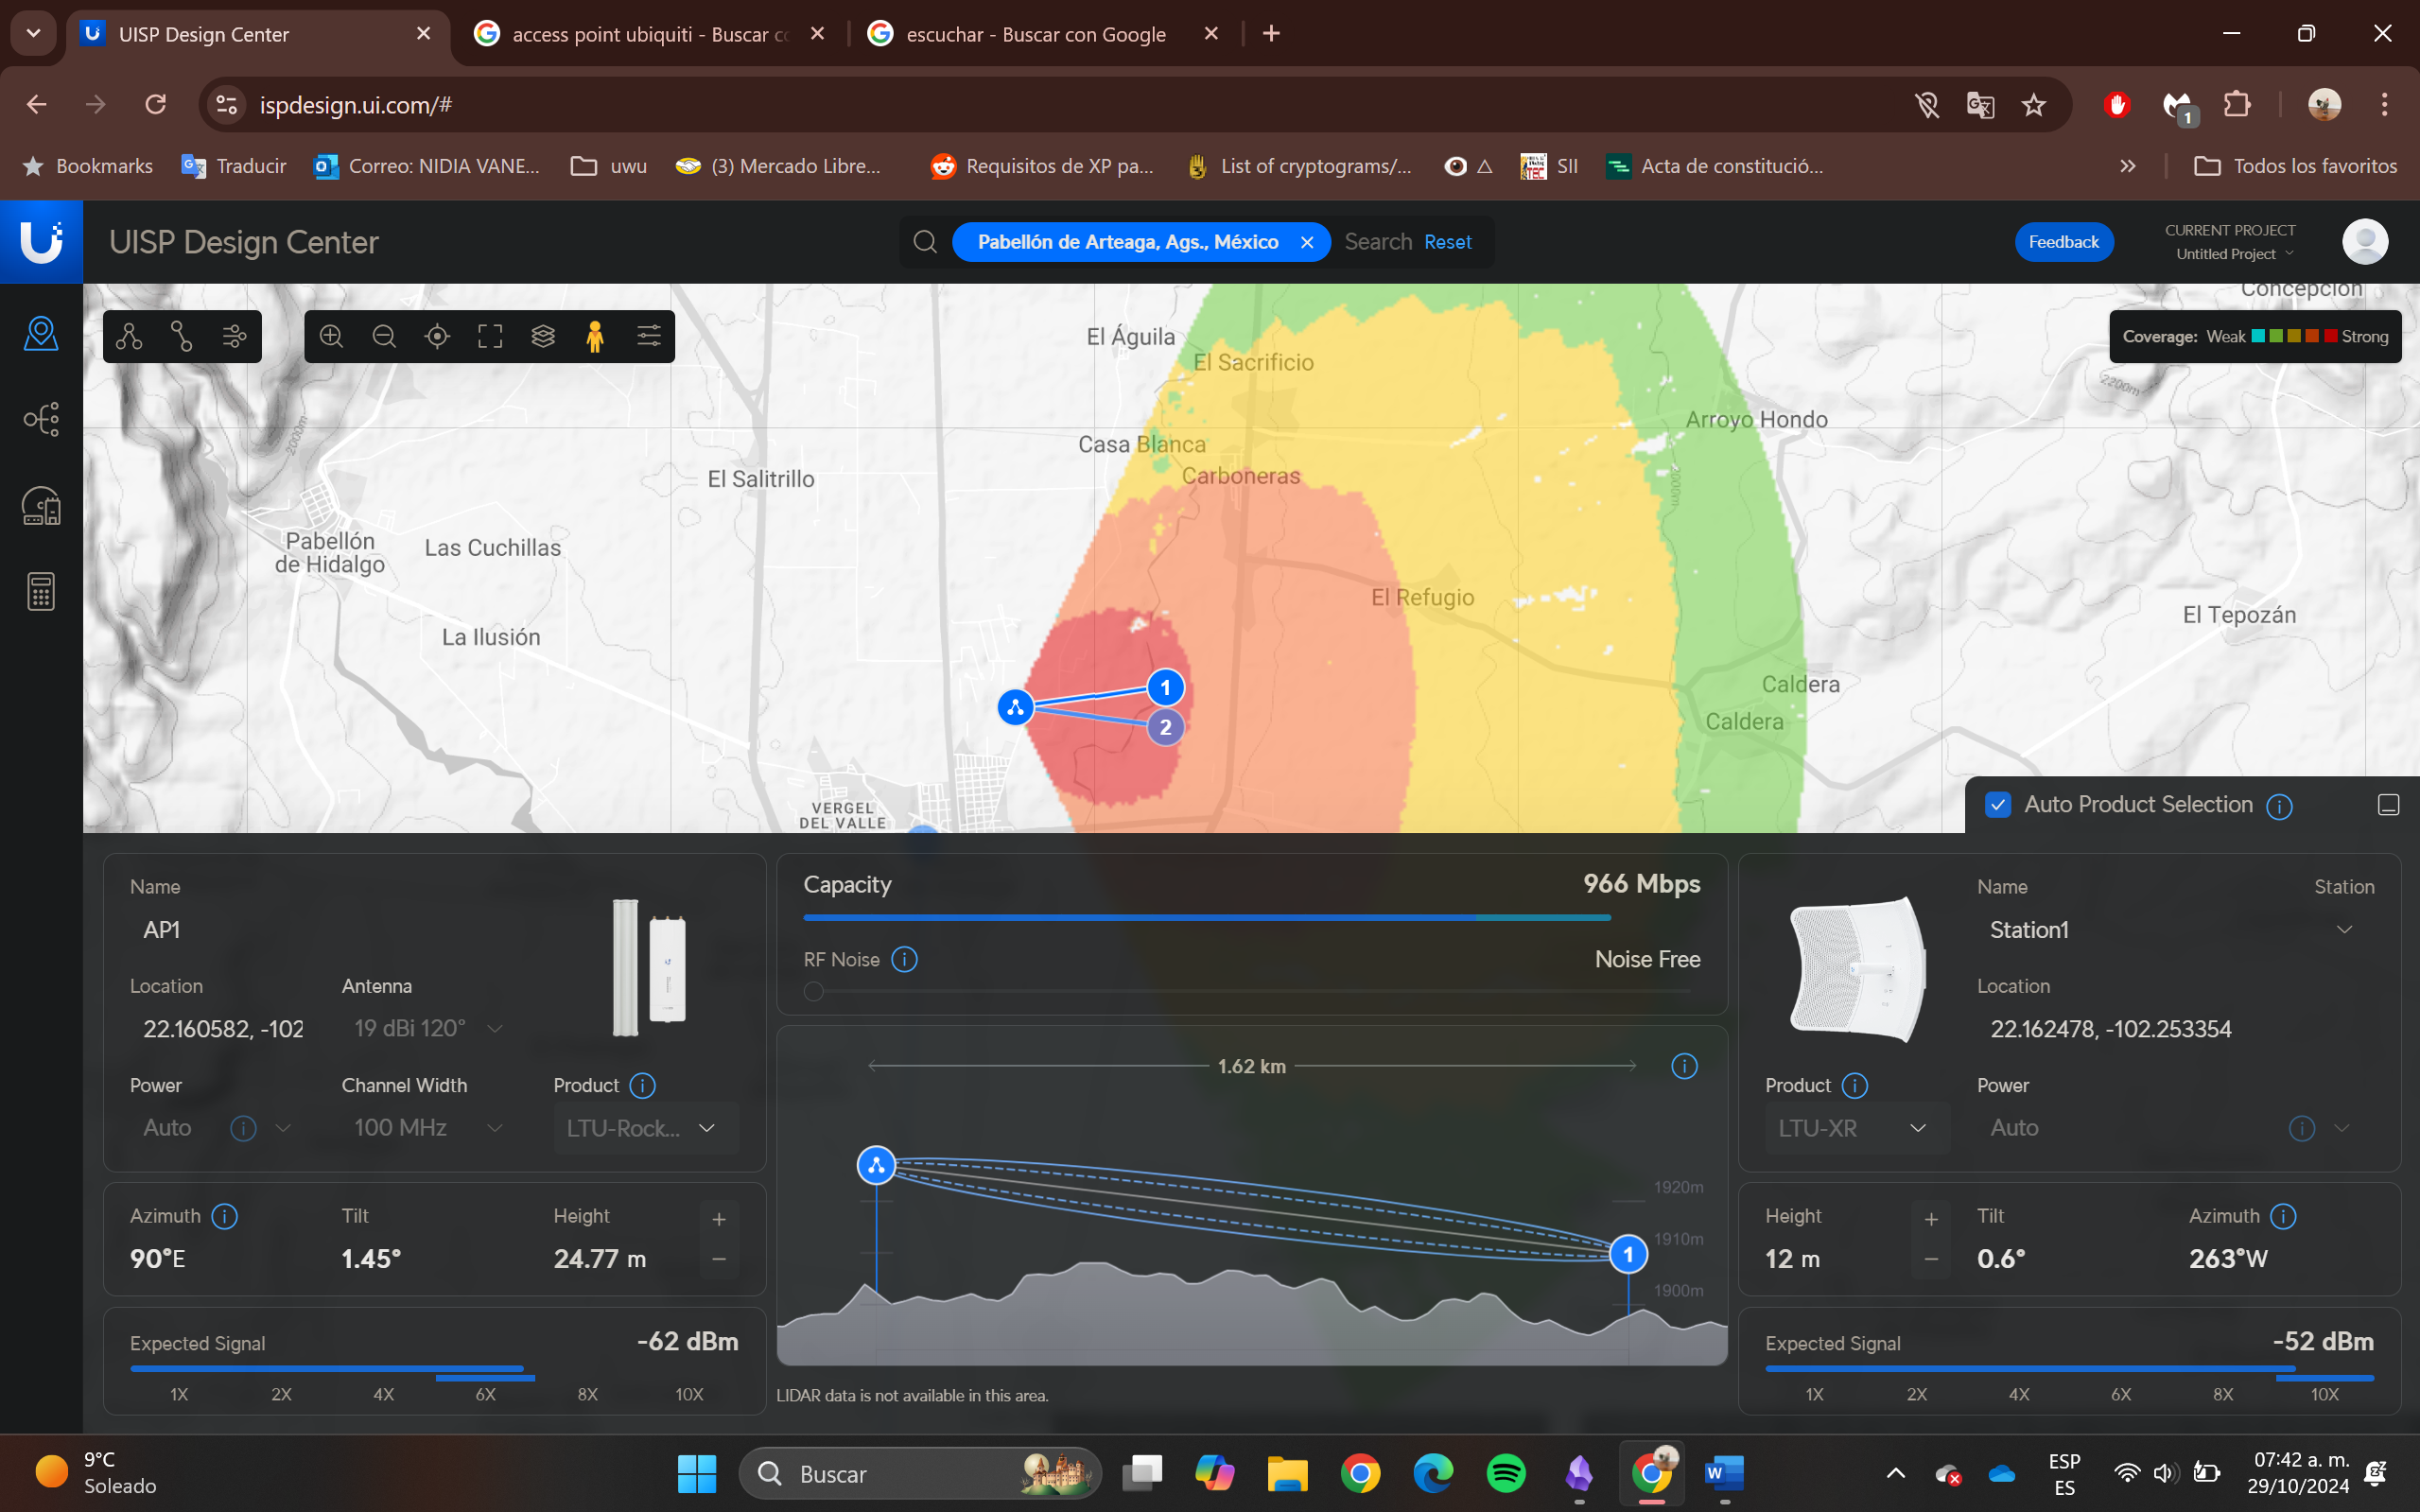 UISP Design Center
access point ubiquiti - Buscar cc
escuchar - Buscar con Google
ispdesign.ui.com/#
1
Bookmarks
Traducir
Correo: NIDIA VANE...
uwu
(3) Mercado Libre...
Requisitos de XP pa...
List of cryptograms/...
SII
Acta de constitució...
Todos los favoritos
UISP Design Center
Pabellón de Arteaga, Ags., México
Search
Reset
Feedback
CURRENT PROJECT
Untitled Project
Concepción
Coverage: Weak Strong
El Águila
El Sacrificio
2200m
2000m
Casa Blanca
Carboneras
Arroyo Hondo
2000m
El Salitrillo
Pabellón
de Hidalgo
Las Cuchillas
La Ilusión
El Refugio
El Tepozán
Caldera
Caldera
1
2
VERGEL
DEL VALLE
Auto Product Selection
Name
AP1
Location
22.160582, -102
Antenna
19 dBi 120°
Power
Auto
Channel Width
100 MHz
Product
LTU-Rock...
Azimuth
90°E
Tilt
1.45°
Height
24.77 m
Expected Signal
-62 dBm
1X 2X 4X 6X 8X 10X
Capacity
966 Mbps
RF Noise
Noise Free
1.62 km
1920m
1910m
1900m
1
LIDAR data is not available in this area.
Name
Station
Station1
Location
22.162478, -102.253354
Product
LTU-XR
Power
Auto
Height
12 m
Tilt
0.6°
Azimuth
263°W
Expected Signal
-52 dBm
1X 2X 4X 6X 8X 10X
9°C
Soleado
Buscar
ESP
ES
07:42 a. m.
29/10/2024